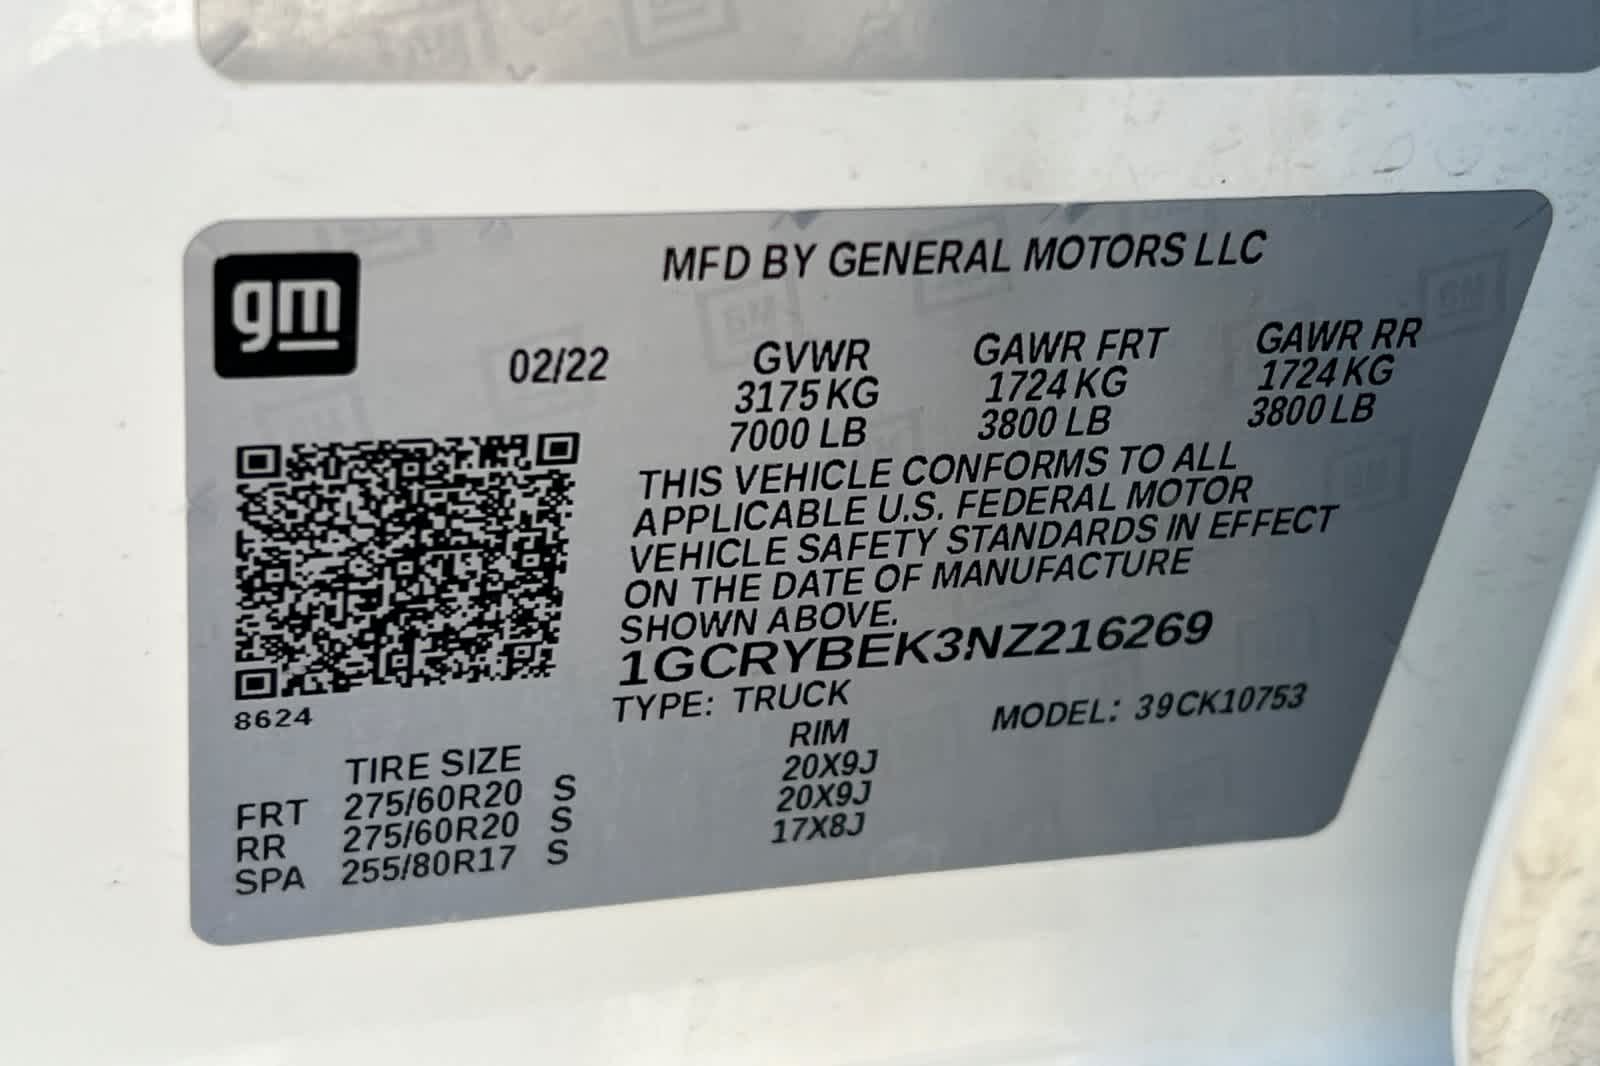 gm
MFD BY GENERAL MOTORS LLC
02/22
GVWR GAWR FRT GAWR RR
3175 KG 1724 KG 1724 KG
7000 LB 3800 LB 3800 LB
THIS VEHICLE CONFORMS TO ALL
APPLICABLE U.S. FEDERAL MOTOR
VEHICLE SAFETY STANDARDS IN EFFECT
ON THE DATE OF MANUFACTURE
SHOWN ABOVE.
1GCRYBEK3NZ216269
TYPE: TRUCK MODEL: 39CK10753
8624
TIRE SIZE RIM
FRT 275/60R20 S 20X9J
RR 275/60R20 S 20X9J
SPA 255/80R17 S 17X8J